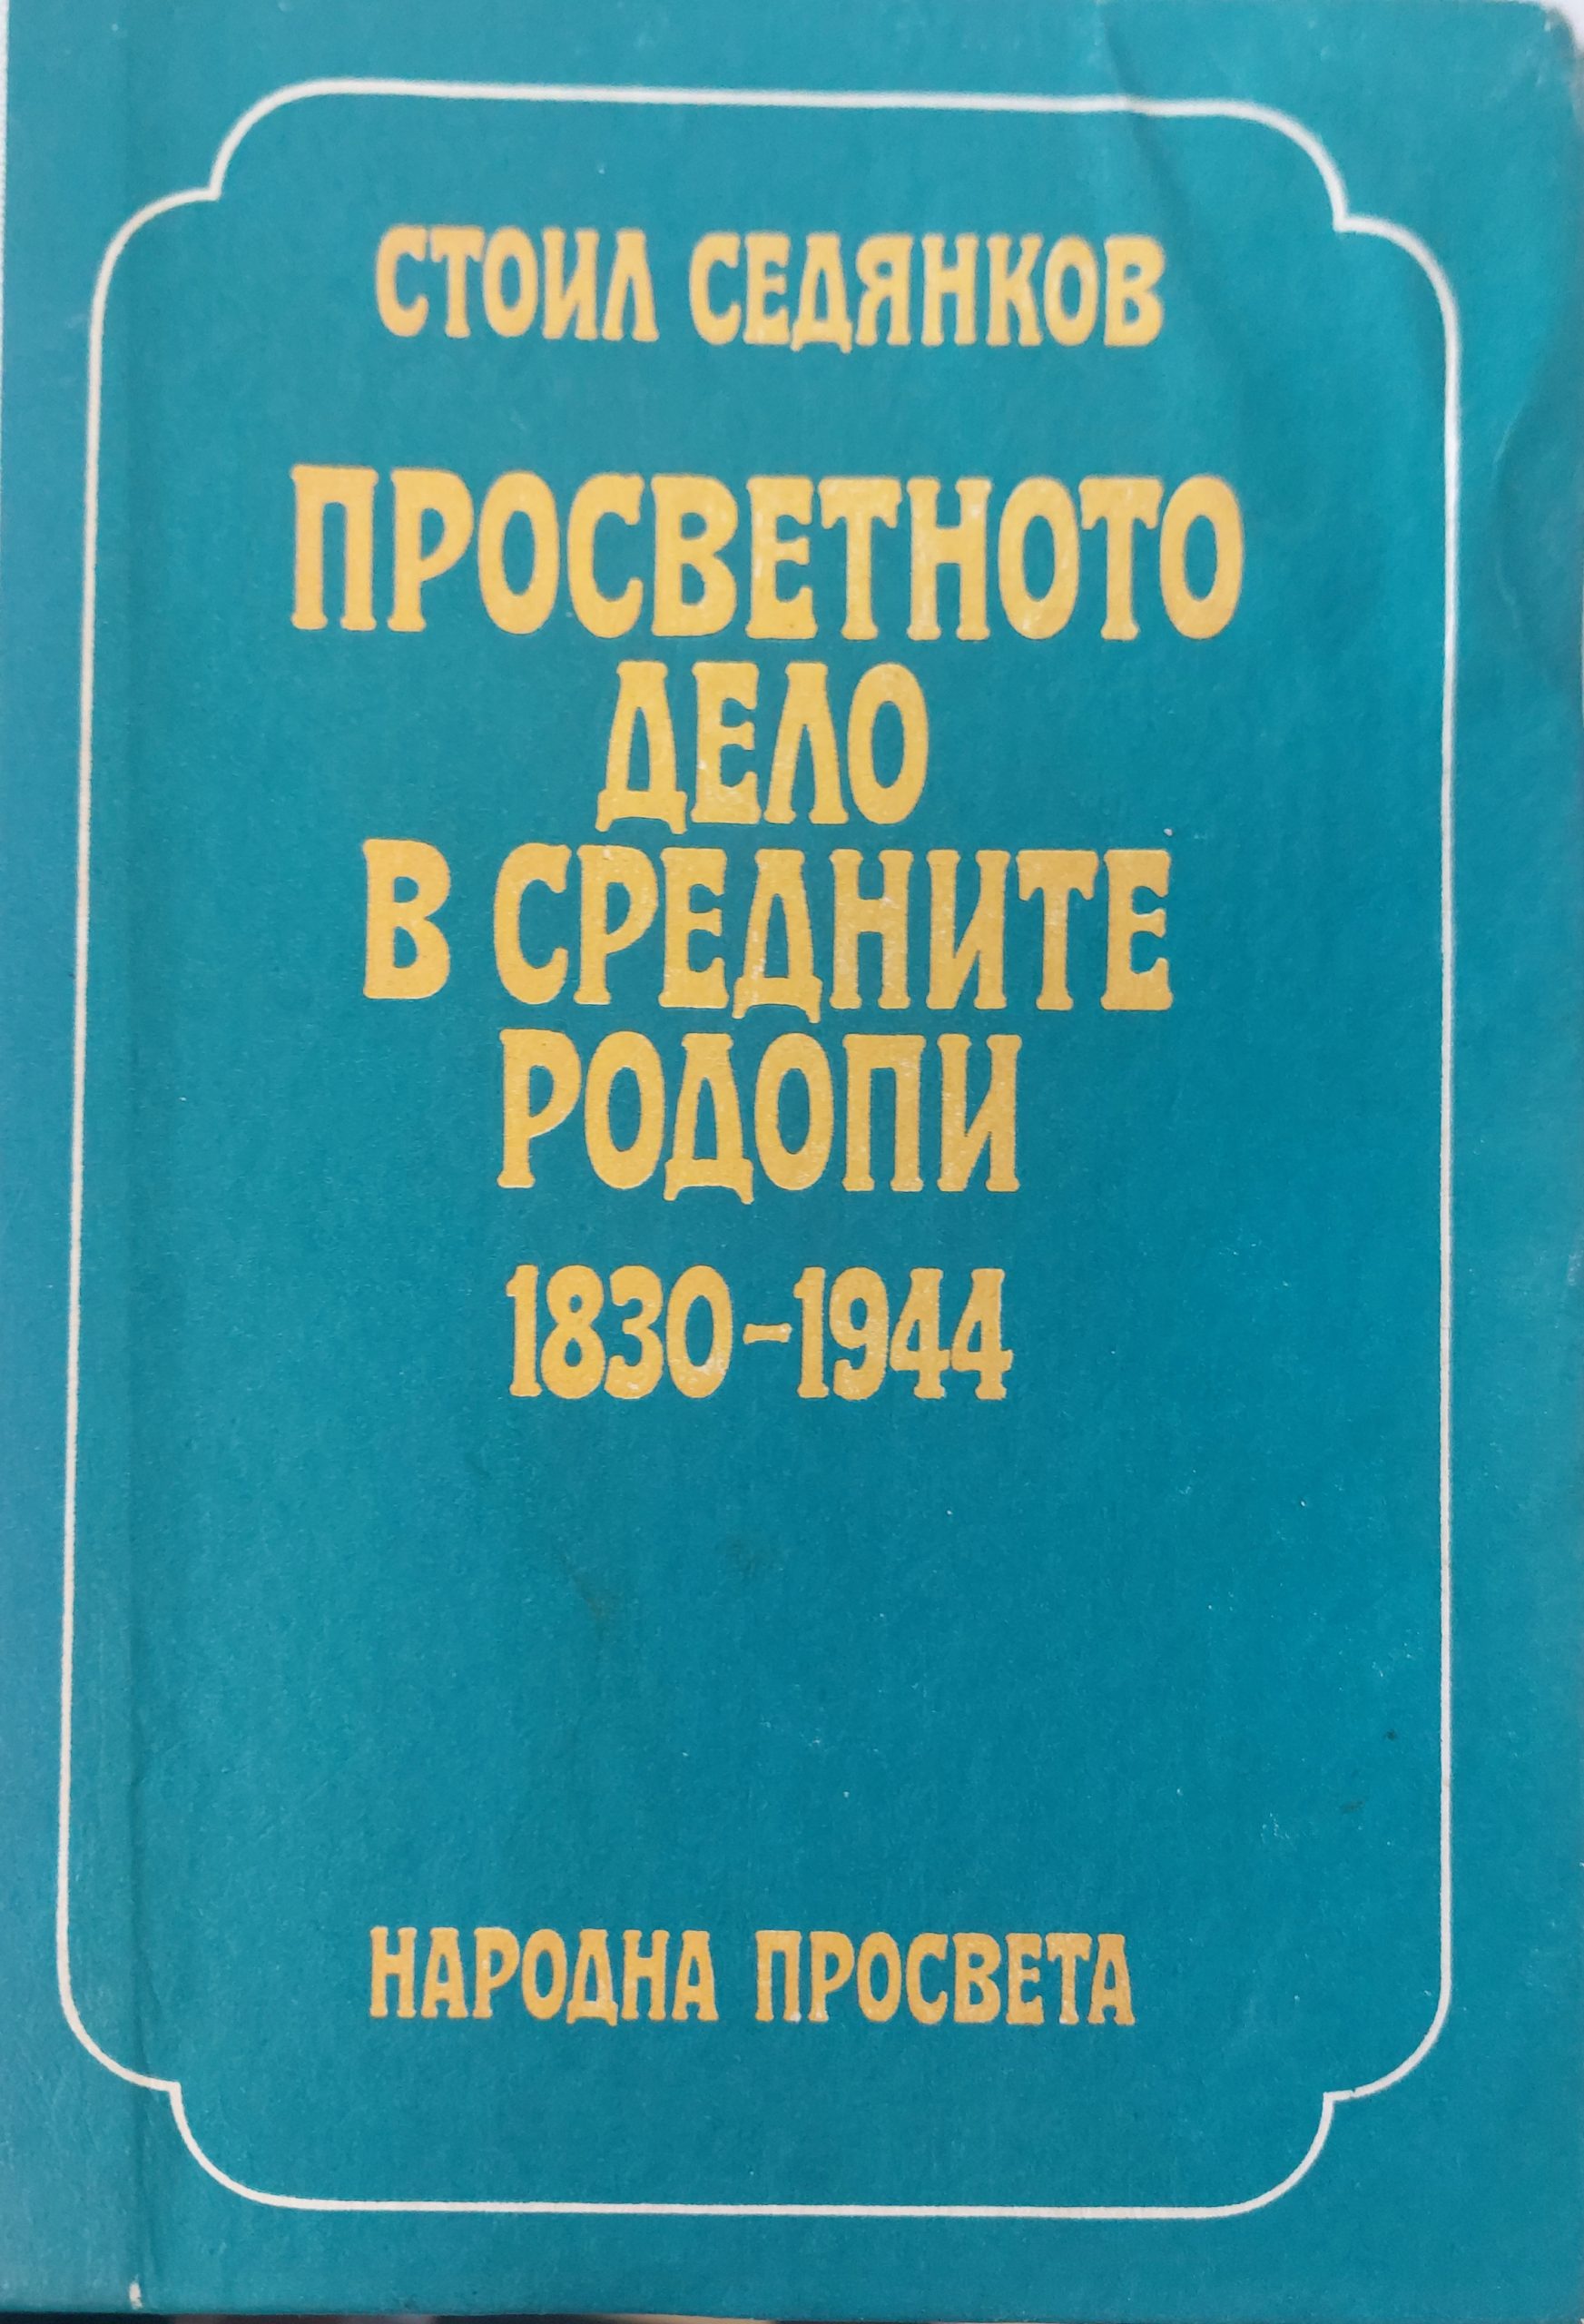 СТОИЛ СЕДЯНКОВ
ПРОСВЕТНОТО
ДЕЛО
В СРЕДНИТЕ
РОДОПИ
1830–1944
НАРОДНА ПРОСВЕТА